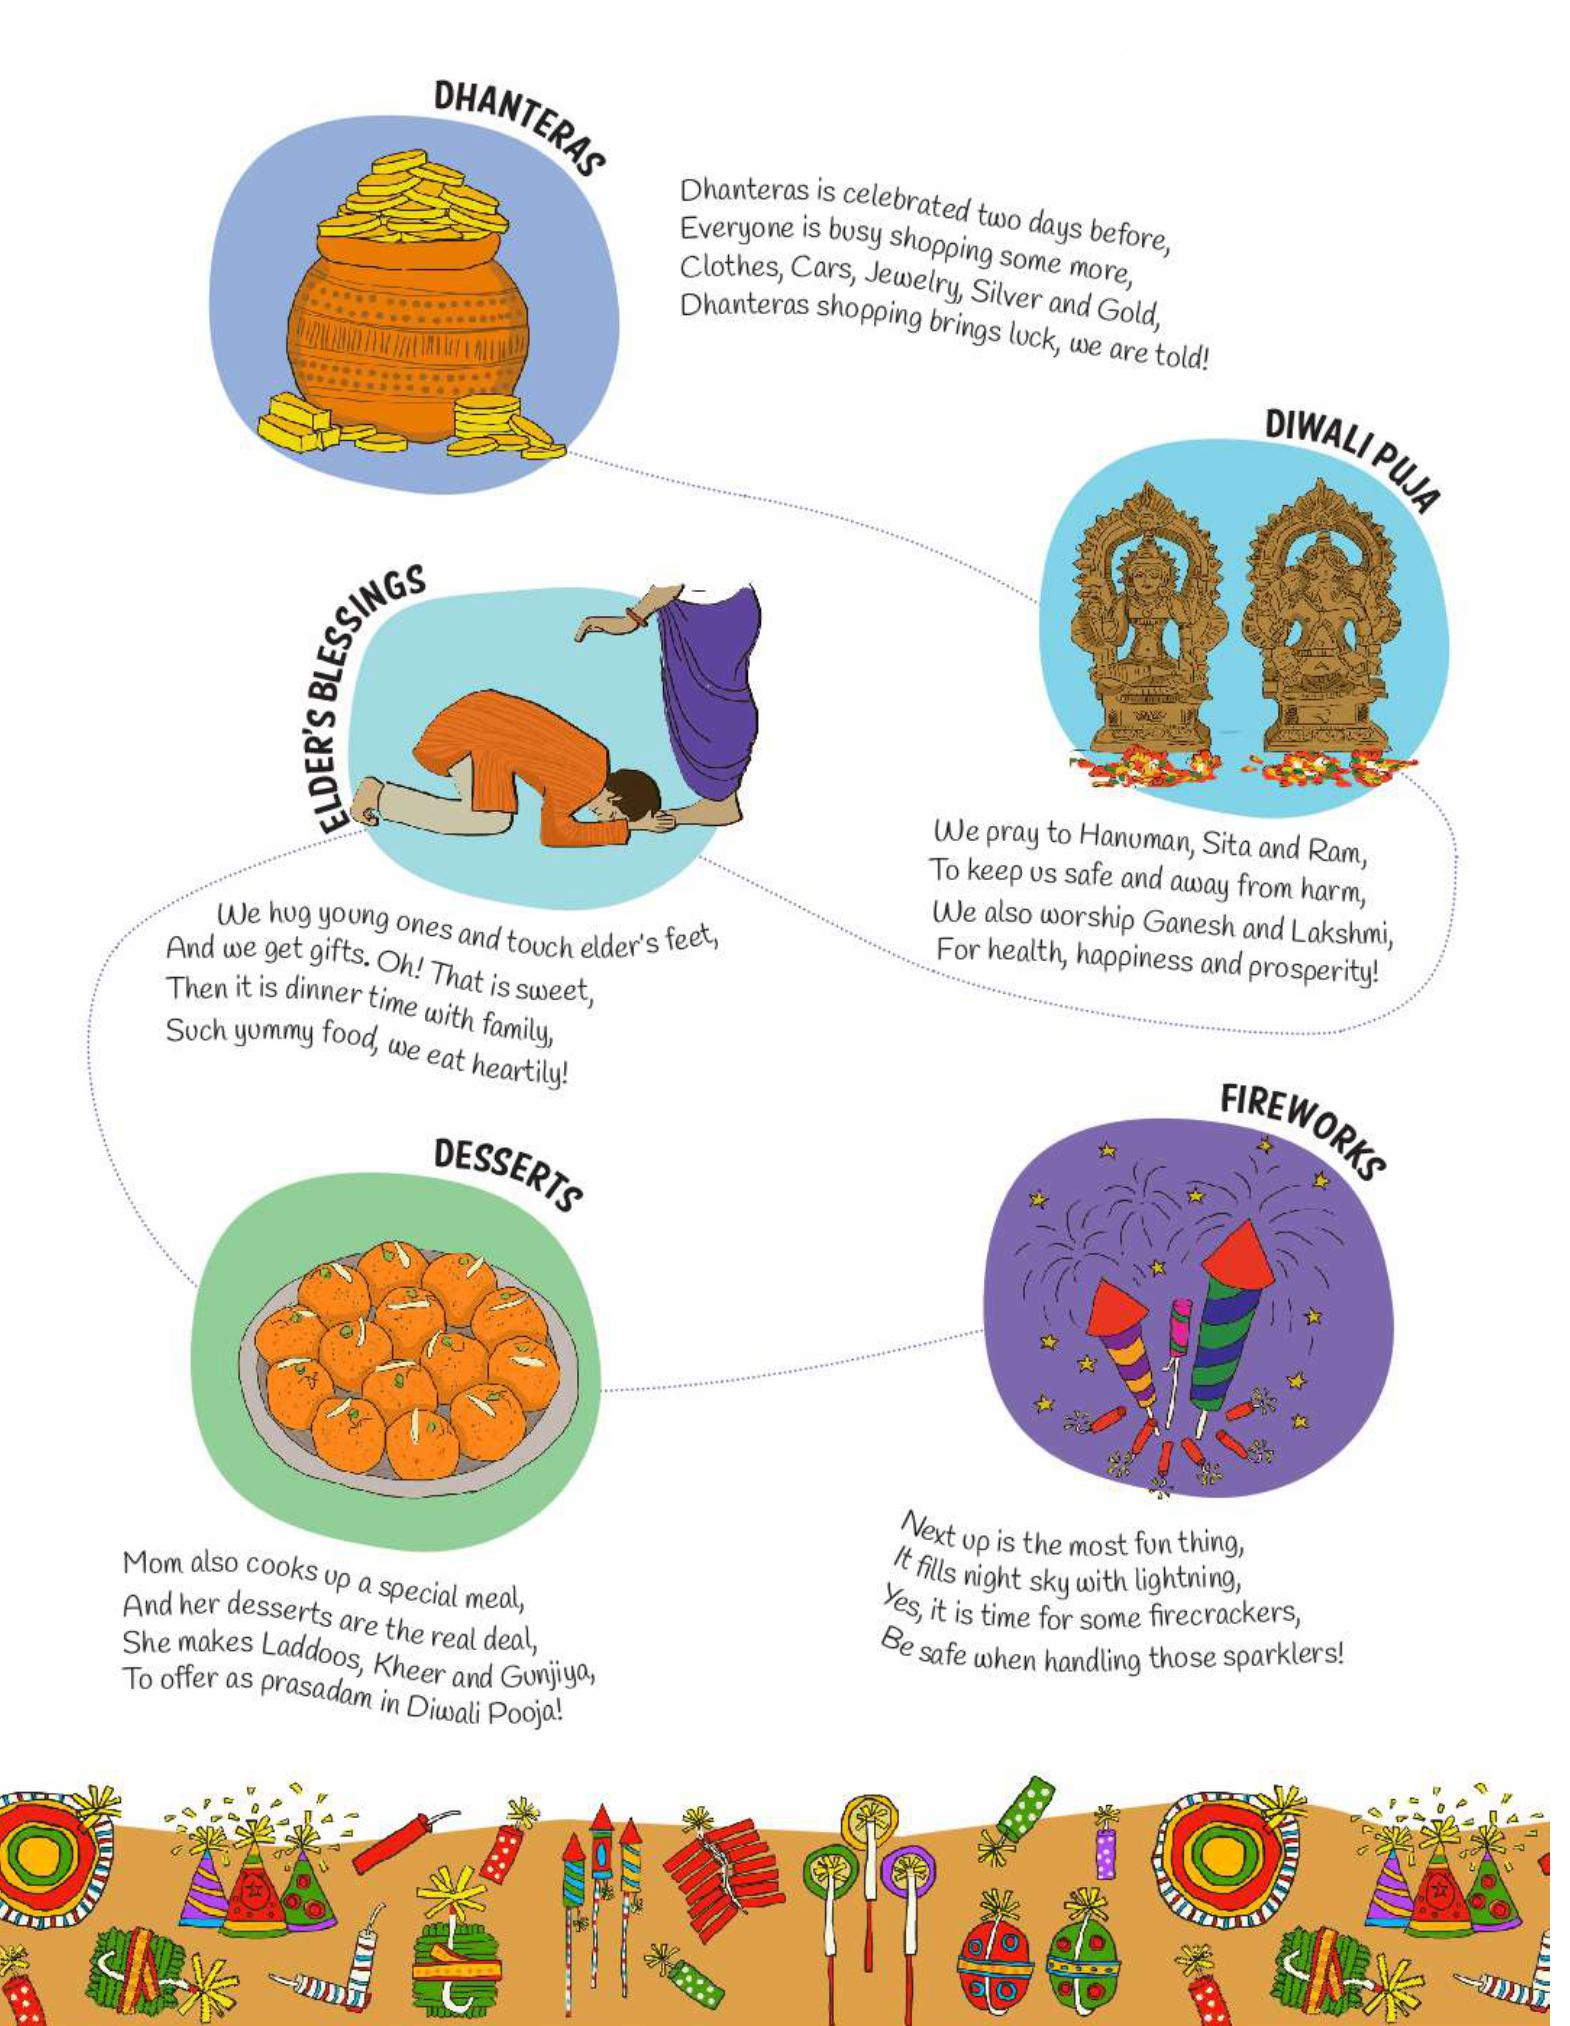 DHANTERAS
Dhanteras is celebrated two days before,
Everyone is busy shopping some more,
Clothes, Cars, Jewelry, Silver and Gold,
Dhanteras shopping brings luck, we are told!
DIWALI PUJA
We pray to Hanuman, Sita and Ram,
To keep us safe and away from harm,
We also worship Ganesh and Lakshmi,
For health, happiness and prosperity!
ELDER'S BLESSINGS
We hug young ones and touch elder's feet,
And we get gifts. Oh! That is sweet,
Then it is dinner time with family,
Such yummy food, we eat heartily!
DESSERTS
Mom also cooks up a special meal,
And her desserts are the real deal,
She makes Laddoos, Kheer and Gunjiya,
To offer as prasadam in Diwali Pooja!
FIREWORKS
Next up is the most fun thing,
It fills night sky with lightning,
Yes, it is time for some firecrackers,
Be safe when handling those sparklers!